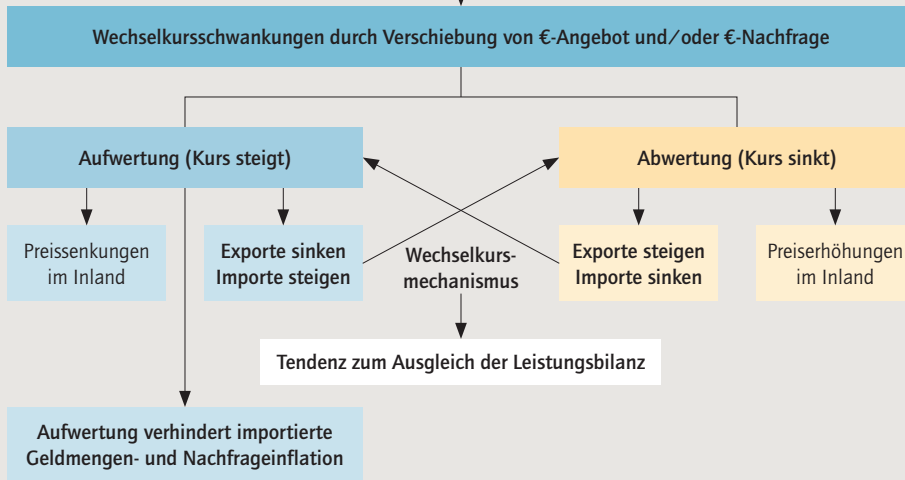 Wechselkursschwankungen durch Verschiebung von €-Angebot und/oder €-Nachfrage
Aufwertung (Kurs steigt)
Abwertung (Kurs sinkt)
Preissenkungen
im Inland
Exporte sinken
Importe steigen
Wechselkurs-
mechanismus
Exporte steigen
Importe sinken
Preiserhöhungen
im Inland
Tendenz zum Ausgleich der Leistungsbilanz
Aufwertung verhindert importierte
Geldmengen- und Nachfrageinflation